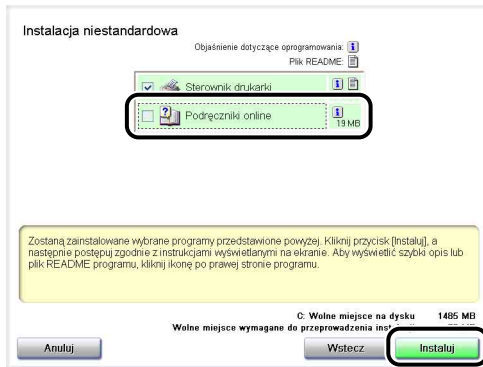 Instalacja niestandardowa
Objaśnienie dotyczące oprogramowania:
Plik README:
Sterownik drukarki
Podręczniki online
19 MB
Zostaną zainstalowane wybrane programy przedstawione powyżej. Kliknij przycisk [Instaluj], a
następnie postępuj zgodnie z instrukcjami wyświetlanymi na ekranie. Aby wyświetlić szybki opis lub
plik README programu, kliknij ikonę po prawej stronie programu.
C: Wolne miejsce na dysku 1485 MB
Wolne miejsce wymagane do przeprowadzenia
Anuluj
Wstecz
Instaluj